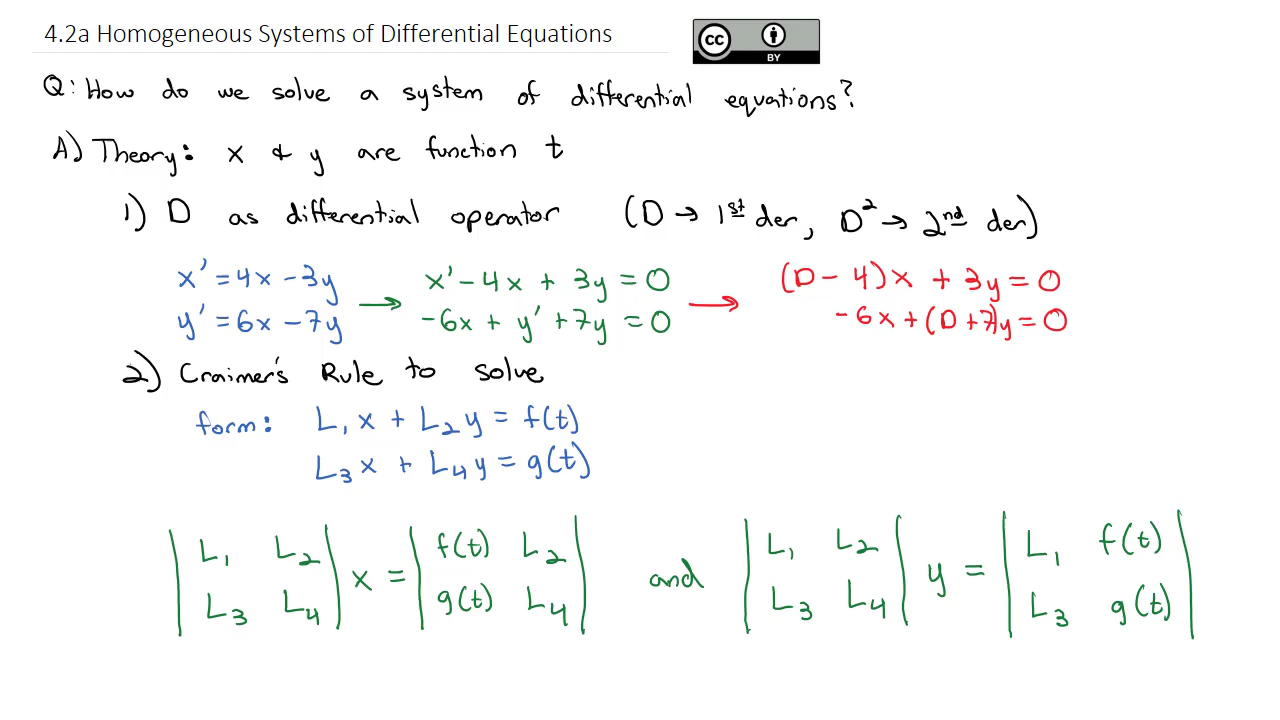 4.2a Homogeneous Systems of Differential Equations
cc BY
Q: How do we solve a system of differential equations?
A) Theory: x & y are function t
1) D as differential operator (D → 1st der, D² → 2nd der)
x' = 4x - 3y → x' - 4x + 3y = 0 → (D - 4)x + 3y = 0
y' = 6x - 7y -6x + y' + 7y = 0 -6x + (D + 7)y = 0
2) Craimer's Rule to solve
form: L₁x + L₂y = f(t)
L₃x + L₄y = g(t)
| L₁ L₂ | x = | f(t) L₂ | and | L₁ L₂ | y = | L₁ f(t) |
| L₃ L₄ | | g(t) L₄ | | L₃ L₄ | | L₃ g(t) |